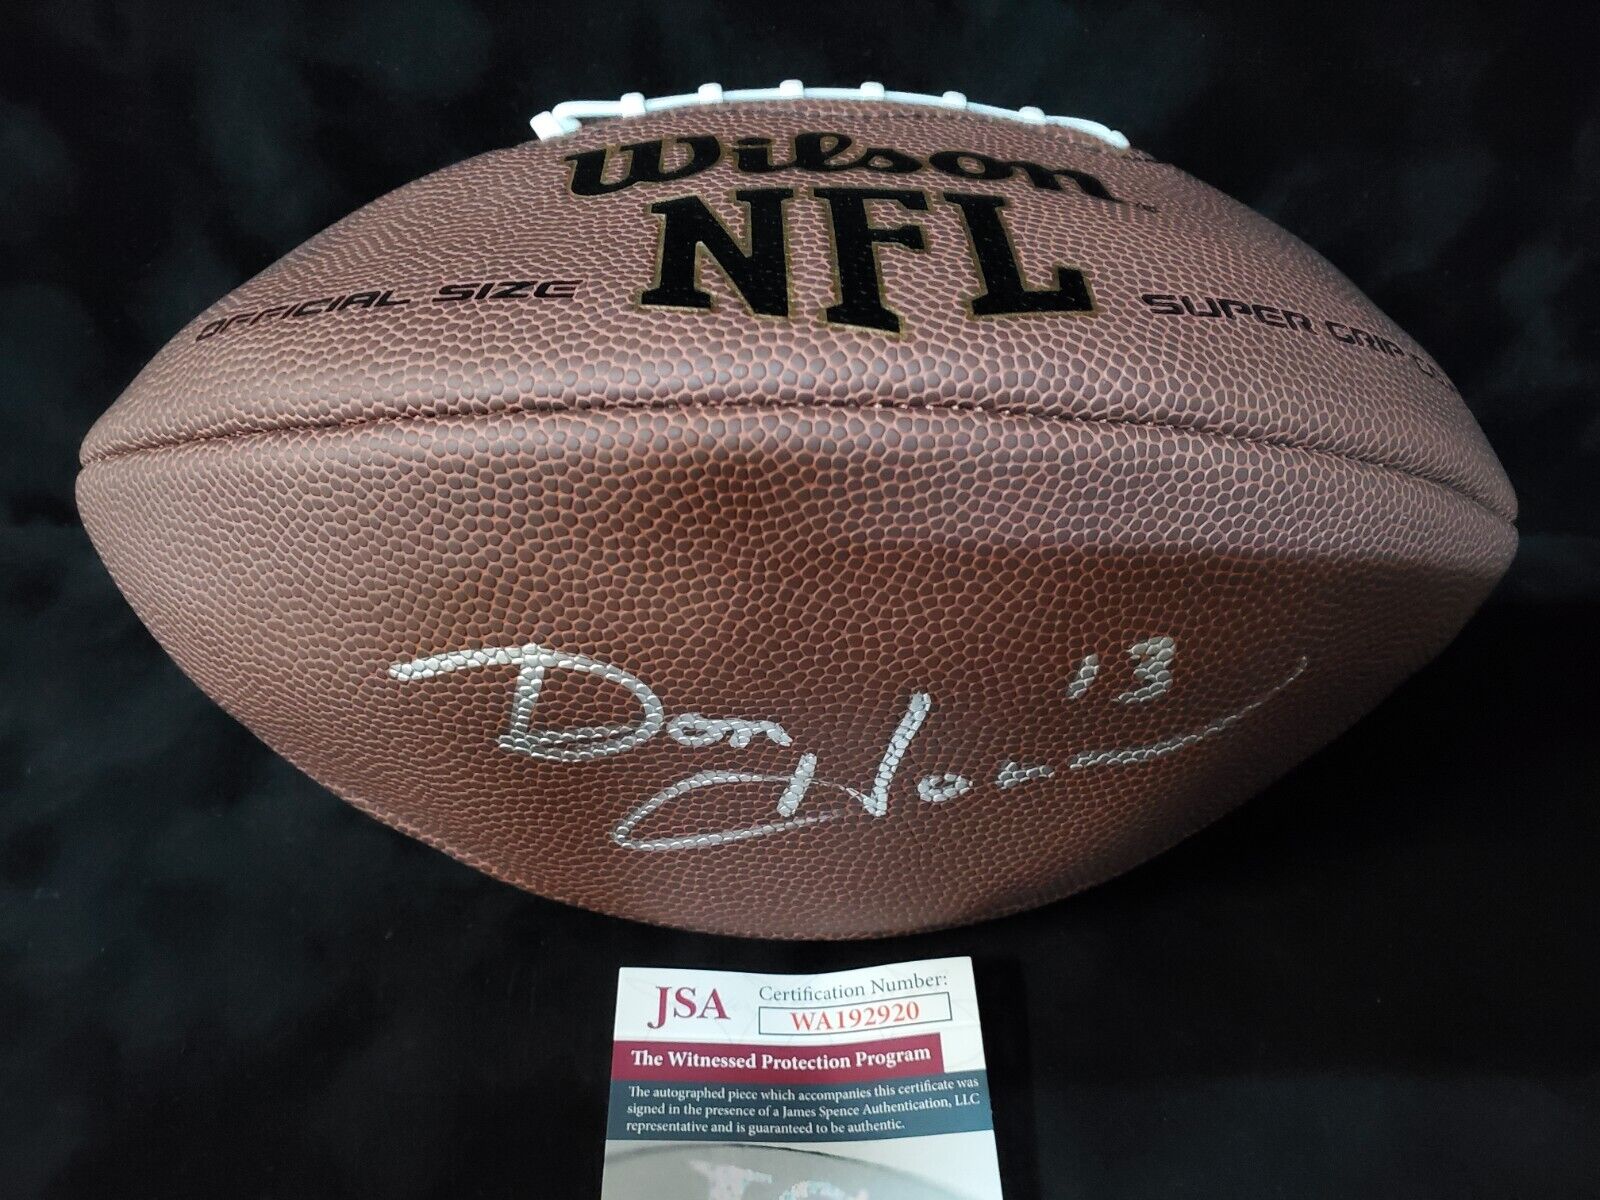 Wilson™
NFL
OFFICIAL SIZE
SUPER GRIP
Don
13
JSA
Certification Number:
WA192920
The Witnessed Protection Program
The autographed piece which accompanies this certificate was
signed in the presence of a James Spence Authentication, LLC
representative and is guaranteed to be authentic.